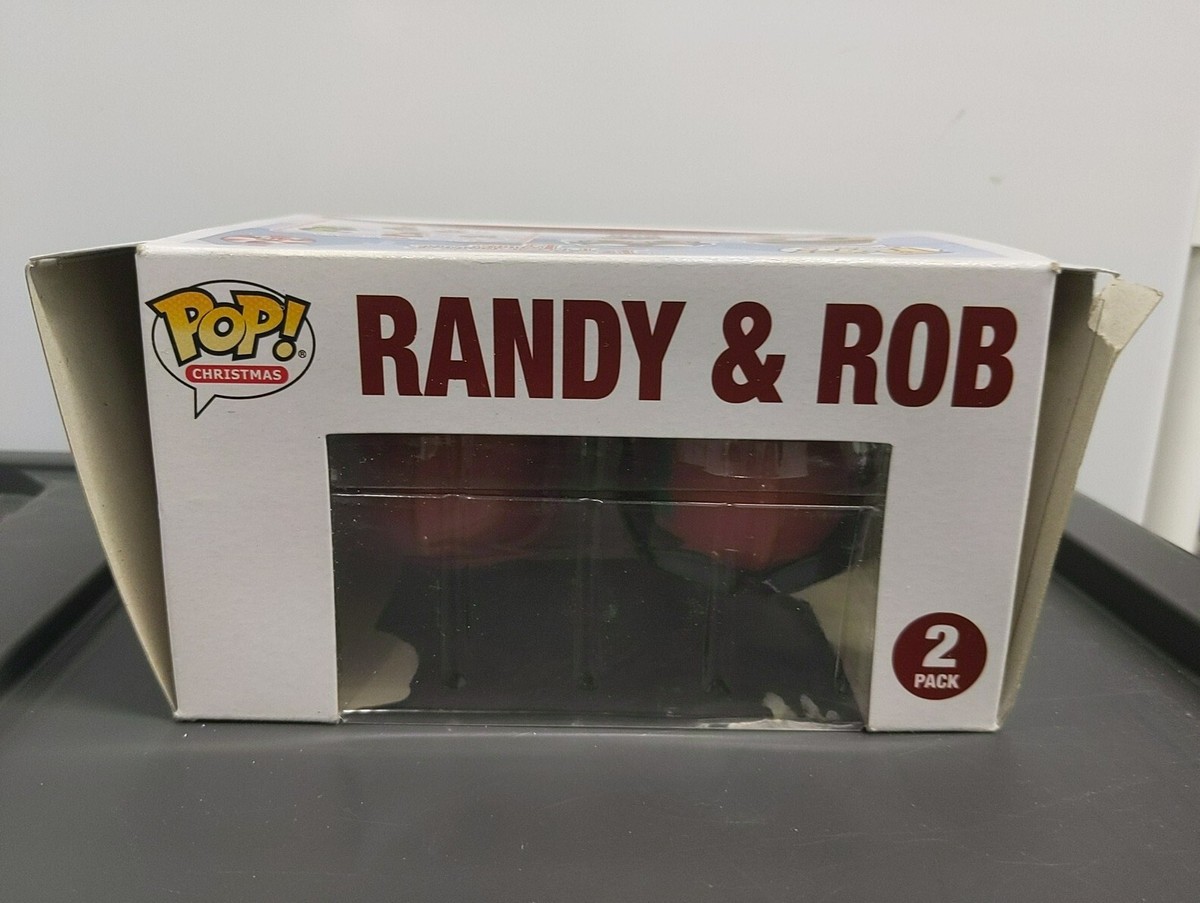 POP!®
CHRISTMAS
RANDY & ROB
2
PACK